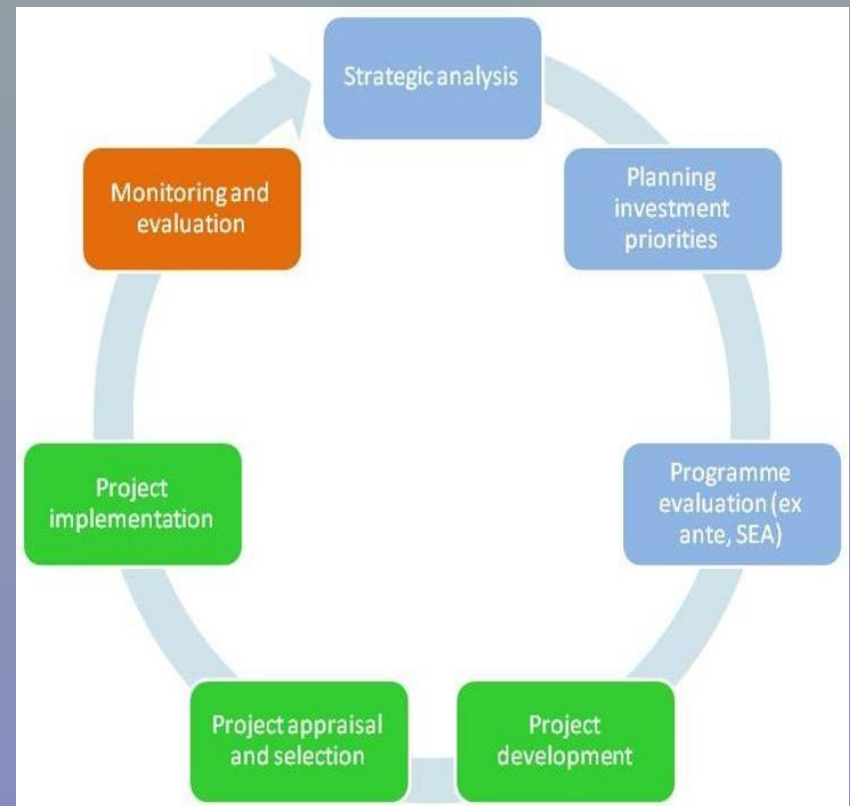 Strategic analysis
Planning
investment
priorities
Programme
evaluation (ex
ante, SEA)
Project
development
Project appraisal
and selection
Project
implementation
Monitoring and
evaluation